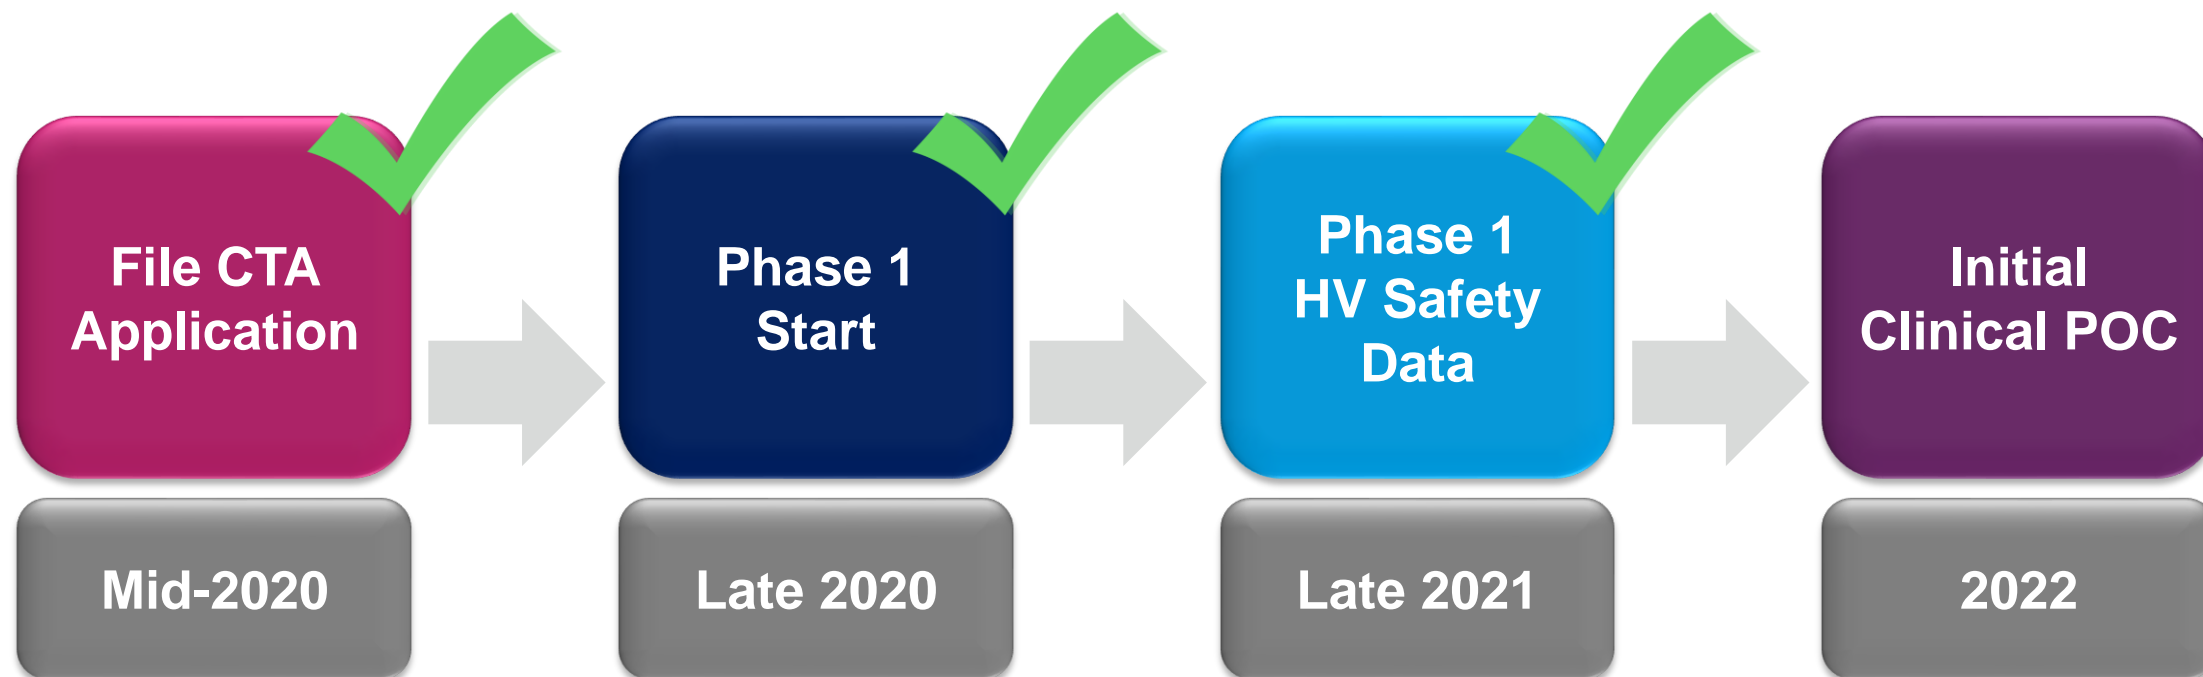 File CTA
Application
Phase 1
Start
Phase 1
HV Safety
Data
Initial
Clinical POC
Mid-2020
Late 2020
Late 2021
2022